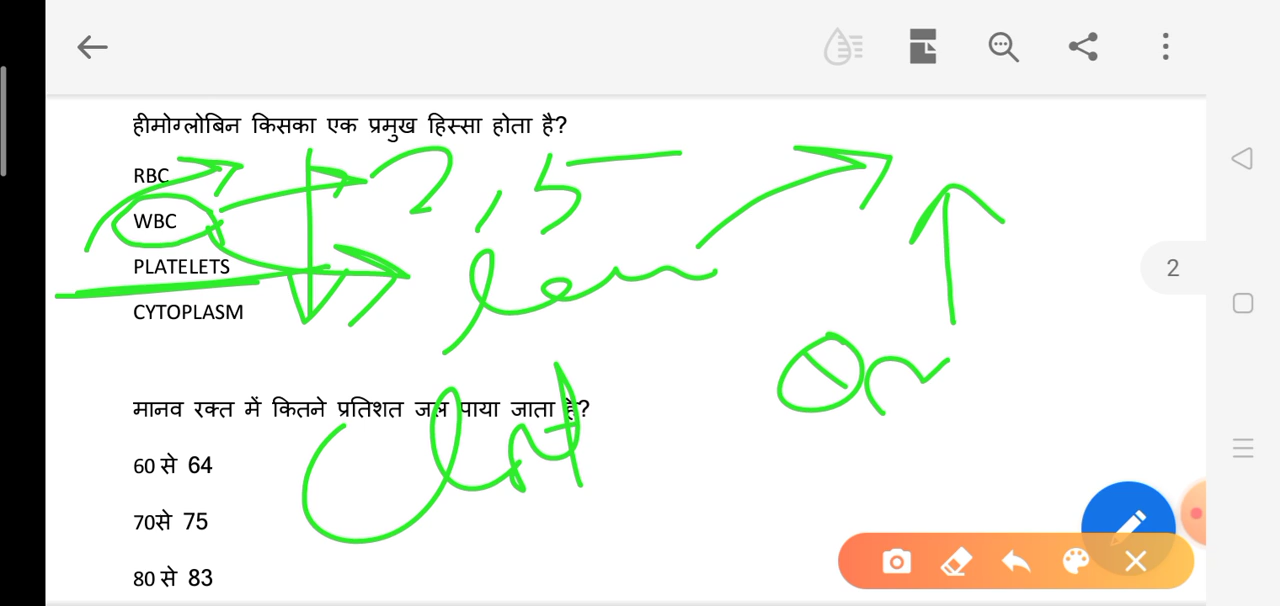 हीमोग्लोबिन किसका एक प्रमुख हिस्सा होता है?
RBC
WBC
PLATELETS
CYTOPLASM
2
मानव रक्त में कितने प्रतिशत जल पाया जाता है?
60 से 64
70से 75
80 से 83